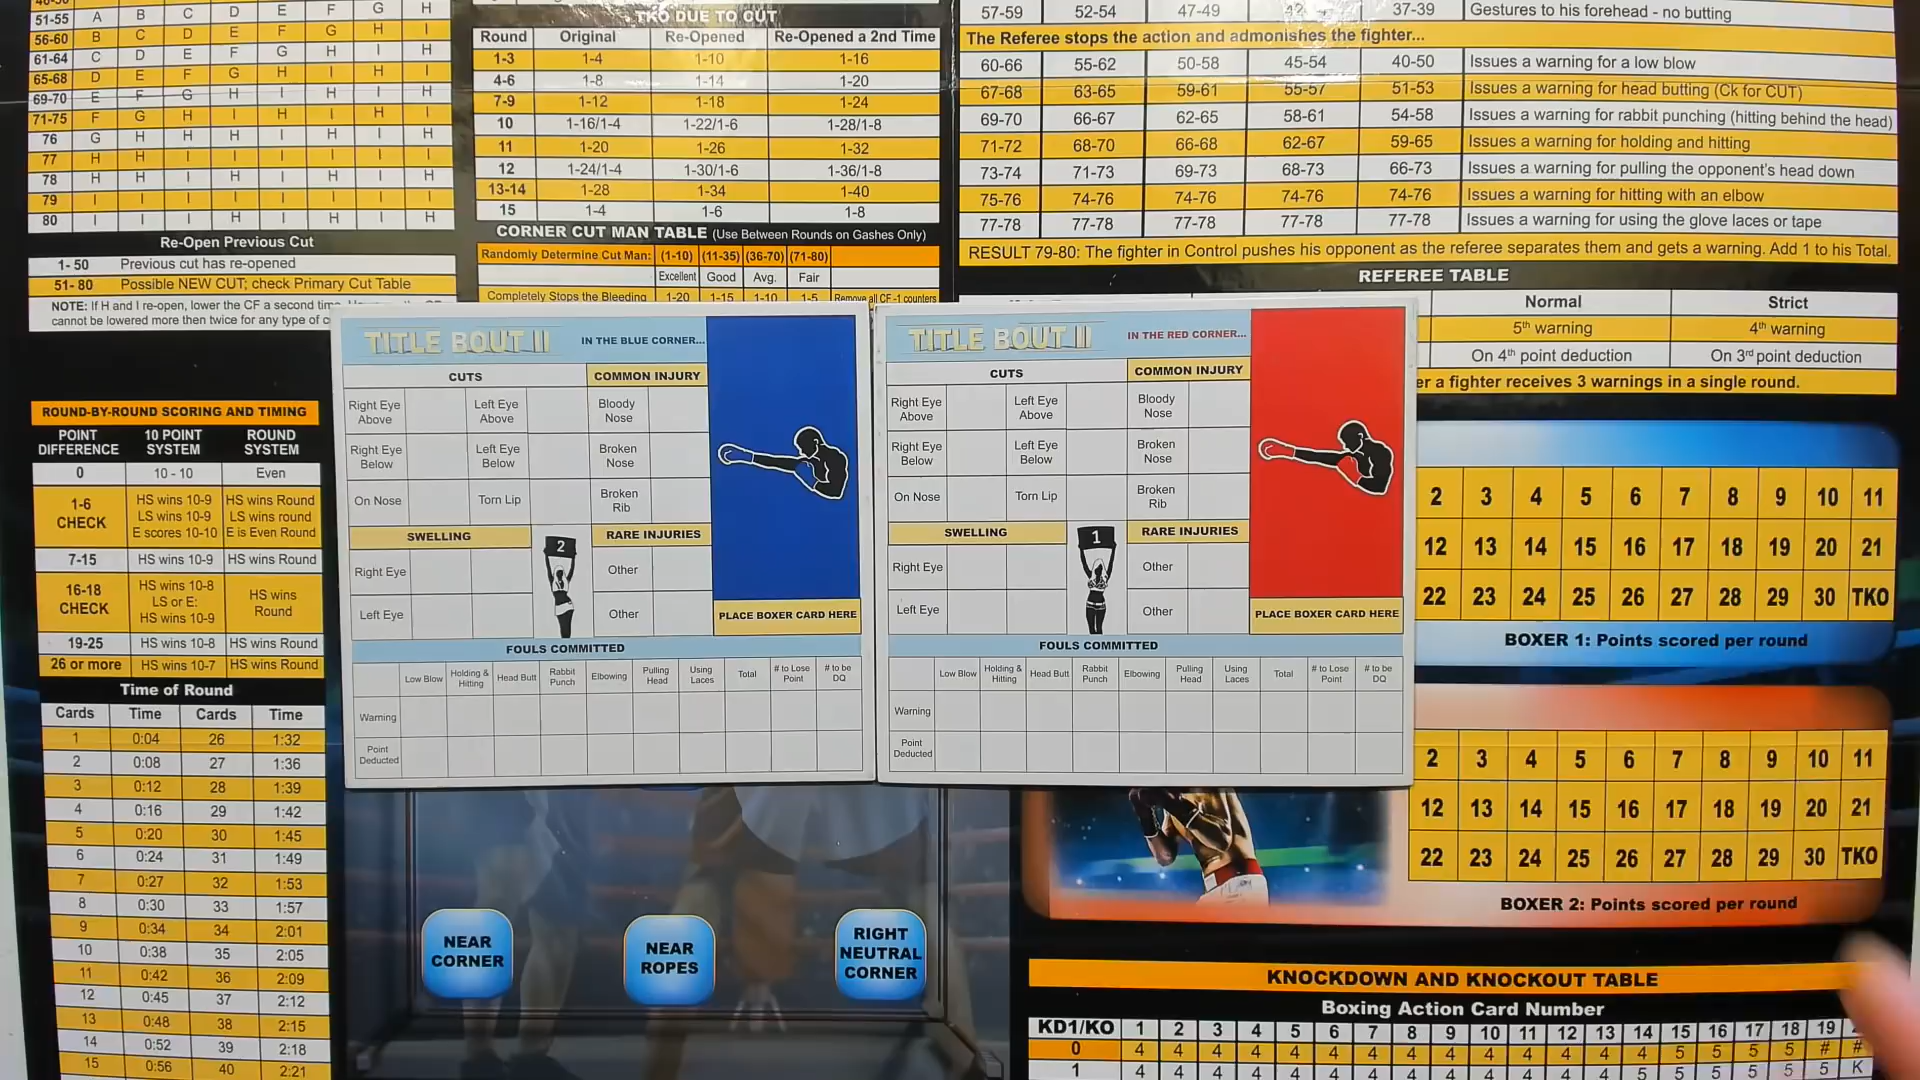 51-55 A B C D E F G H
56-60 B C D E F G H I
61-64 C D E F G H I H
65-68 D E F G H I H I
69-70 E F G H I H I H
71-75 F G H I H I H I
76 G H H H I H I H
77 H H I I I I I I
78 H H I H I H I H
79 I I I I I I I I
80 I I I H I H I H
Re-Open Previous Cut
1- 50 Previous cut has re-opened
51- 80 Possible NEW CUT; check Primary Cut Table
NOTE: If H and I re-open, lower the CF a second
cannot be lowered more then twice for any type of
TKO DUE TO CUT
Round Original Re-Opened Re-Opened a 2nd Time
1-3 1-4 1-10 1-16
4-6 1-8 1-14 1-20
7-9 1-12 1-18 1-24
10 1-16/1-4 1-22/1-6 1-28/1-8
11 1-20 1-26 1-32
12 1-24/1-4 1-30/1-6 1-36/1-8
13-14 1-28 1-34 1-40
15 1-4 1-6 1-8
CORNER CUT MAN TABLE (Use Between Rounds on Gashes Only)
Randomly Determine Cut Man: (1-10) (11-35) (36-70) (71-80)
Excellent Good Avg. Fair
Completely Stops the Bleeding 1-20 1-15 1-10 1-5 Remove all CF -1 counters
57-59 52-54 47-49 37-39 Gestures to his forehead - no butting
The Referee stops the action and admonishes the fighter...
60-66 55-62 50-58 45-54 40-50 Issues a warning for a low blow
67-68 63-65 59-61 55-57 51-53 Issues a warning for head butting (Ck for CUT)
69-70 66-67 62-65 58-61 54-58 Issues a warning for rabbit punching (hitting behind the head)
71-72 68-70 66-68 62-67 59-65 Issues a warning for holding and hitting
73-74 71-73 69-73 68-73 66-73 Issues a warning for pulling the opponent's head down
75-76 74-76 74-76 74-76 74-76 Issues a warning for hitting with an elbow
77-78 77-78 77-78 77-78 77-78 Issues a warning for using the glove laces or tape
RESULT 79-80: The fighter in Control pushes his opponent as the referee separates them and gets a warning. Add 1 to his Total.
REFEREE TABLE
Normal Strict
5th warning 4th warning
On 4th point deduction On 3rd point deduction
er a fighter receives 3 warnings in a single round.
ROUND-BY-ROUND SCORING AND TIMING
POINT DIFFERENCE 10 POINT SYSTEM ROUND SYSTEM
0 10 - 10 Even
1-6 CHECK HS wins 10-9 HS wins Round
LS wins 10-9 LS wins round
E scores 10-10 E is Even Round
7-15 HS wins 10-9 HS wins Round
16-18 CHECK HS wins 10-8 HS wins Round
LS or E:
HS wins 10-9
19-25 HS wins 10-8 HS wins Round
26 or more HS wins 10-7 HS wins Round
Time of Round
Cards Time Cards Time
1 0:04 26 1:32
2 0:08 27 1:36
3 0:12 28 1:39
4 0:16 29 1:42
5 0:20 30 1:45
6 0:24 31 1:49
7 0:27 32 1:53
8 0:30 33 1:57
9 0:34 34 2:01
10 0:38 35 2:05
11 0:42 36 2:09
12 0:45 37 2:12
13 0:48 38 2:15
14 0:52 39 2:18
15 0:56 40 2:21
TITLE BOUT II IN THE BLUE CORNER...
CUTS COMMON INJURY
Right Eye Above Left Eye Above Bloody Nose
Right Eye Below Left Eye Below Broken Nose
On Nose Torn Lip Broken Rib
SWELLING 2 RARE INJURIES
Right Eye Other
Left Eye Other
PLACE BOXER CARD HERE
FOULS COMMITTED
Low Blow Holding & Hitting Head Butt Rabbit Punch Elbowing Pulling Head Using Laces Total # to Lose Point # to be DQ
Warning
Point Deducted
TITLE BOUT II IN THE RED CORNER...
CUTS COMMON INJURY
Right Eye Above Left Eye Above Bloody Nose
Right Eye Below Left Eye Below Broken Nose
On Nose Torn Lip Broken Rib
SWELLING 1 RARE INJURIES
Right Eye Other
Left Eye Other
PLACE BOXER CARD HERE
FOULS COMMITTED
Low Blow Holding & Hitting Head Butt Rabbit Punch Elbowing Pulling Head Using Laces Total # to Lose Point # to be DQ
Warning
Point Deducted
2 3 4 5 6 7 8 9 10 11
12 13 14 15 16 17 18 19 20 21
22 23 24 25 26 27 28 29 30 TKO
BOXER 1: Points scored per round
2 3 4 5 6 7 8 9 10 11
12 13 14 15 16 17 18 19 20 21
22 23 24 25 26 27 28 29 30 TKO
BOXER 2: Points scored per round
NEAR CORNER
NEAR ROPES
RIGHT NEUTRAL CORNER
KNOCKDOWN AND KNOCKOUT TABLE
Boxing Action Card Number
KD1/KO 1 2 3 4 5 6 7 8 9 10 11 12 13 14 15 16 17 18 19
0 4 4 4 4 4 4 4 4 4 4 4 4 4 4 5 5 5 5 # #
1 4 4 4 4 4 4 4 4 4 4 4 4 4 5 5 5 5 5 5 K